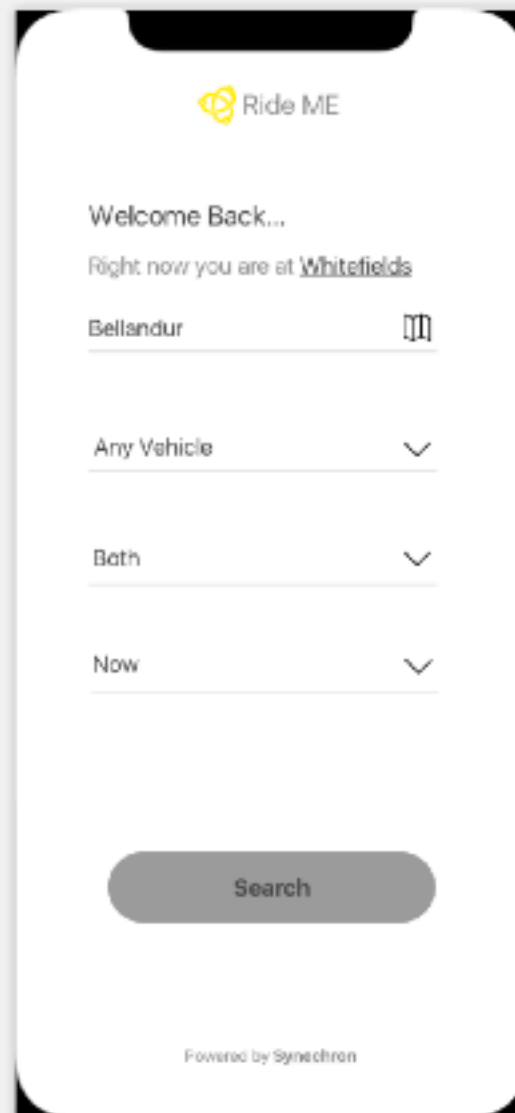 Ride ME
Welcome Back...
Right now you are at Whitefields
Bellandur
Any Vehicle
Both
Now
Search
Powered by Synechron